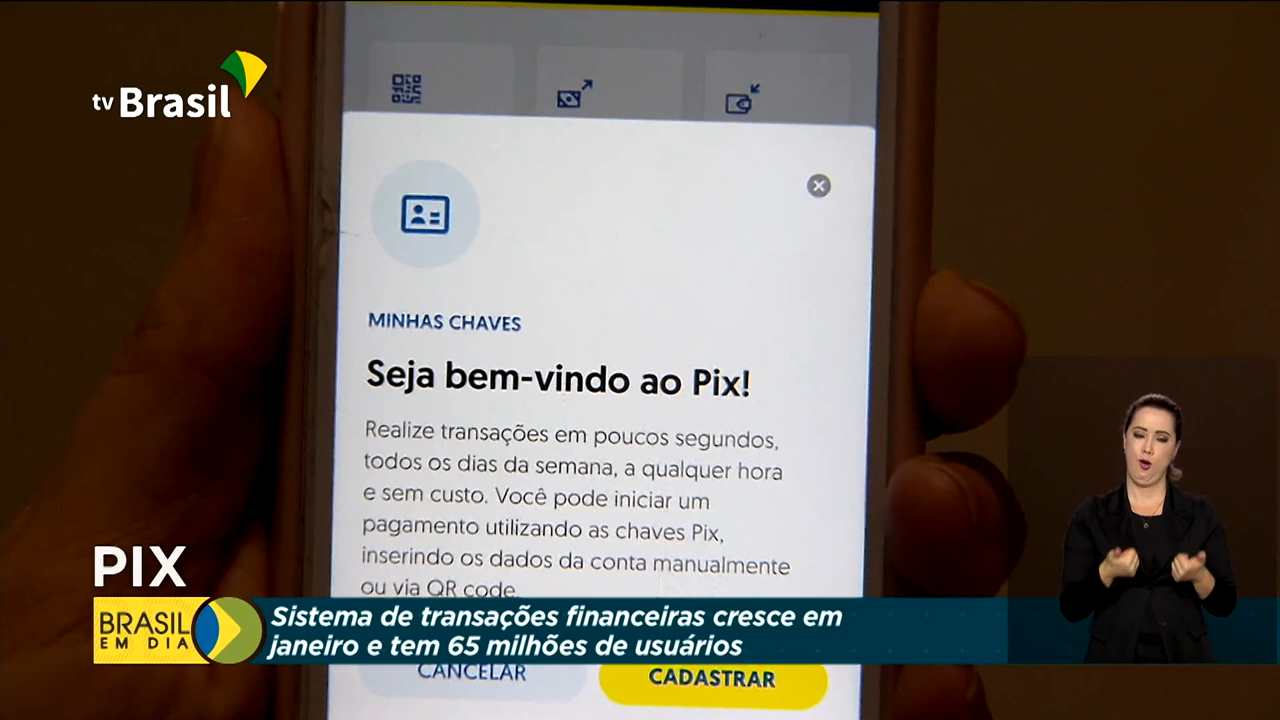 tv Brasil
MINHAS CHAVES
Seja bem-vindo ao Pix!
Realize transações em poucos segundos,
todos os dias da semana, a qualquer hora
e sem custo. Você pode iniciar um
pagamento utilizando as chaves Pix,
inserindo os dados da conta manualmente
ou via QR code.
PIX
BRASIL
EM DIA
Sistema de transações financeiras cresce em
janeiro e tem 65 milhões de usuários
CANCELAR
CADASTRAR